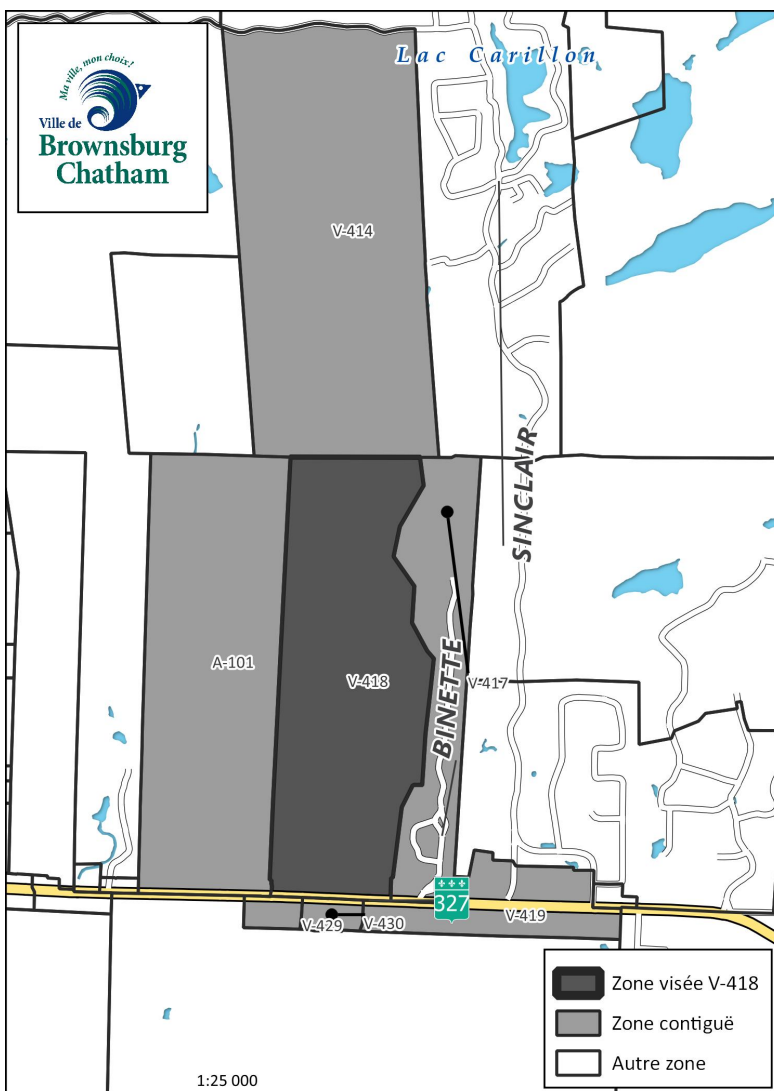 Ma ville, mon choix!
Ville de
Brownsburg
Chatham
Lac Carillon
V-414
SINCLAIR
A-101
V-418
BINETTE
V-417
327
V-429
V-430
V-419
Zone visée V-418
Zone contiguë
Autre zone
1:25 000